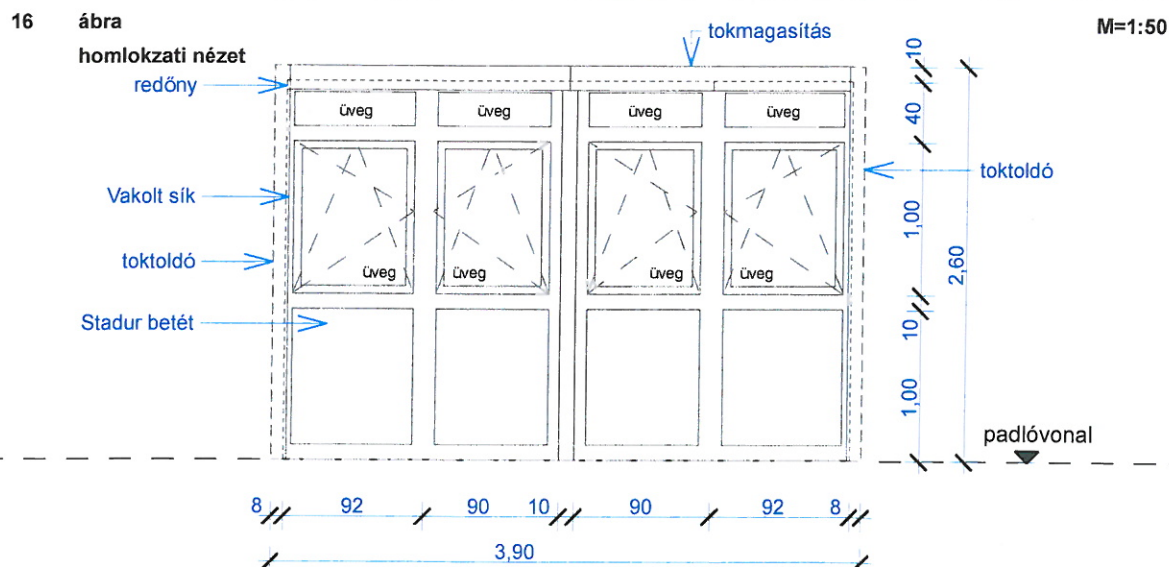 16 ábra
M=1:50
homlokzati nézet
tokmagasítás
redőny
üveg üveg üveg üveg
Vakolt sík
toktoldó
toktoldó
üveg üveg üveg üveg
Stadur betét
padlóvonal
10
40
1,00
10
1,00
2,60
8 92 90 10 90 92 8
3,90